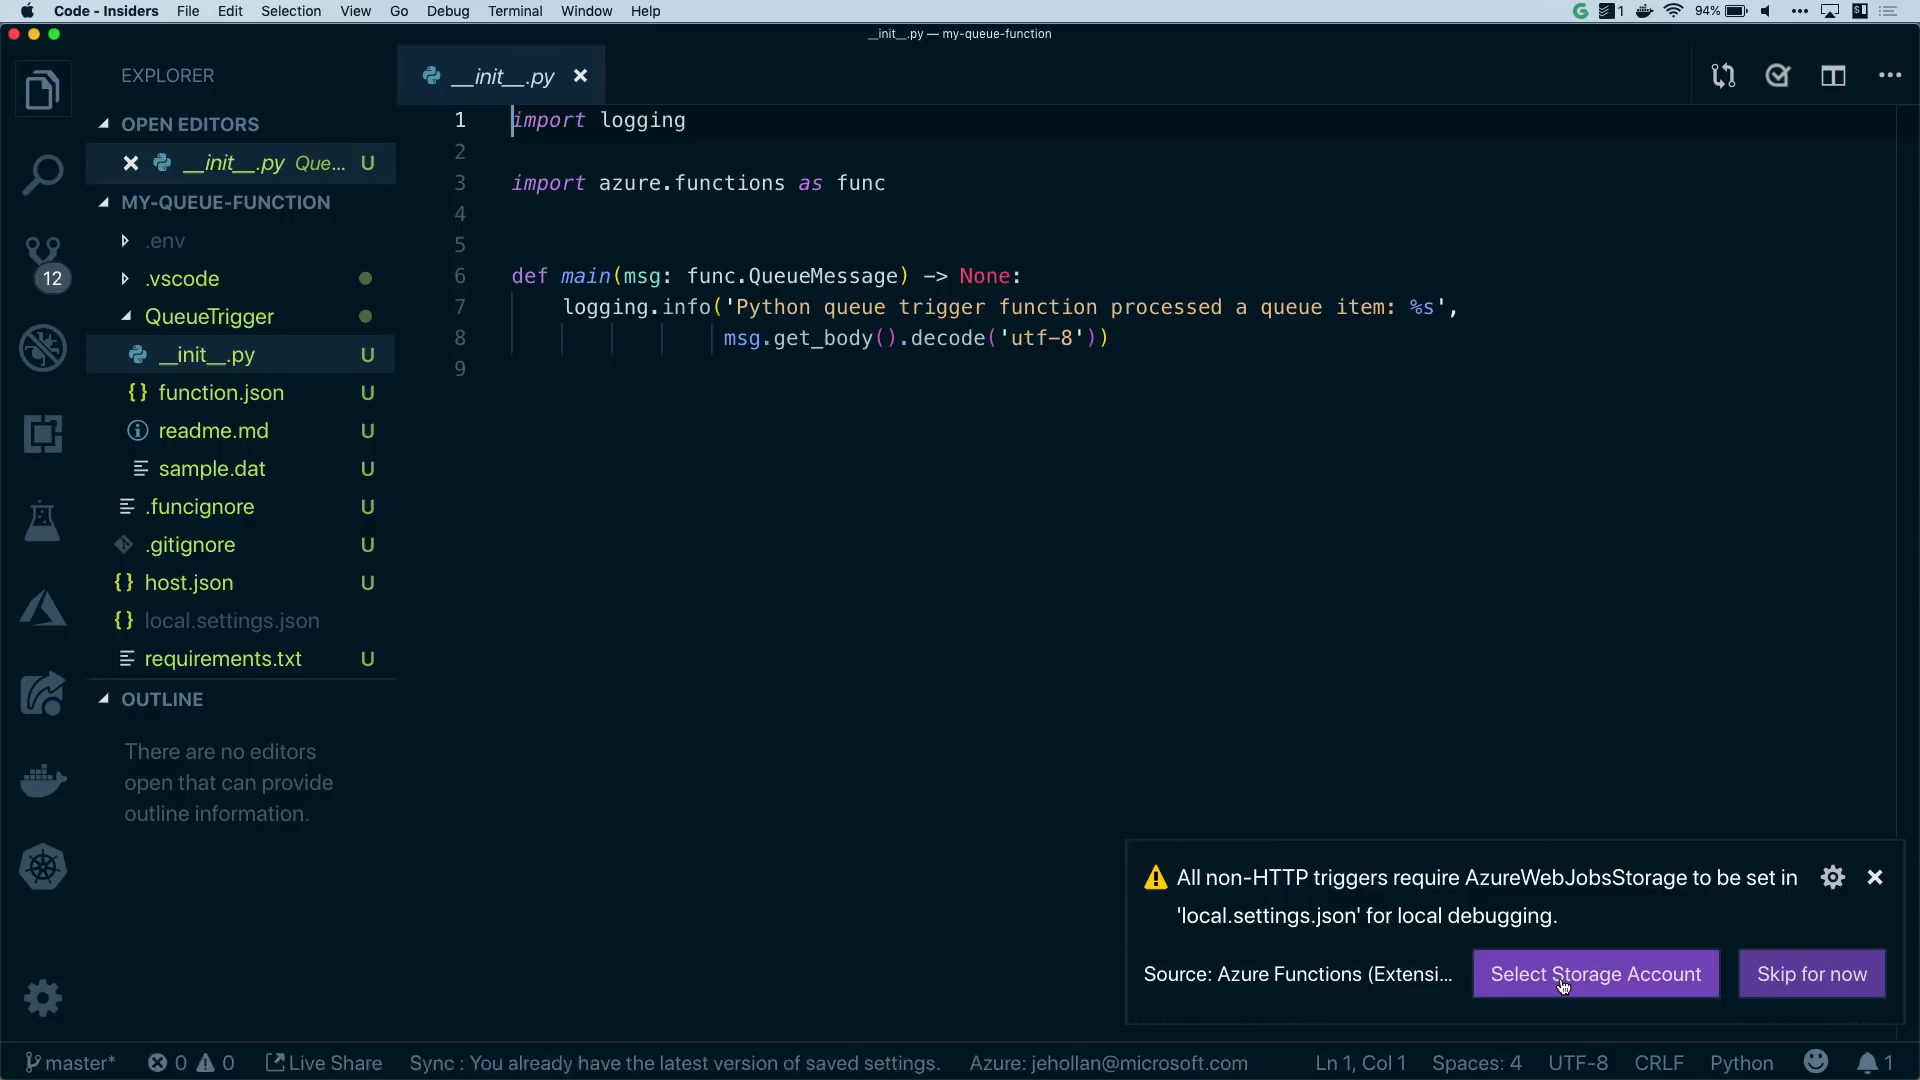 Code - Insiders File Edit Selection View Go Debug Terminal Window Help 1 94%
__init__.py — my-queue-function
EXPLORER
OPEN EDITORS
__init__.py Que... U
MY-QUEUE-FUNCTION
.env
.vscode
QueueTrigger
__init__.py U
function.json U
readme.md U
sample.dat U
.funcignore U
.gitignore U
host.json U
local.settings.json
requirements.txt U
OUTLINE
There are no editors
open that can provide
outline information.
12
__init__.py
1 import logging
2
3 import azure.functions as func
4
5
6 def main(msg: func.QueueMessage) -> None:
7 logging.info('Python queue trigger function processed a queue item: %s',
8 msg.get_body().decode('utf-8'))
9
All non-HTTP triggers require AzureWebJobsStorage to be set in
'local.settings.json' for local debugging.
Source: Azure Functions (Extensi... Select Storage Account Skip for now
master* 0 0 Live Share Sync : You already have the latest version of saved settings. Azure: jehollan@microsoft.com Ln 1, Col 1 Spaces: 4 UTF-8 CRLF Python 1